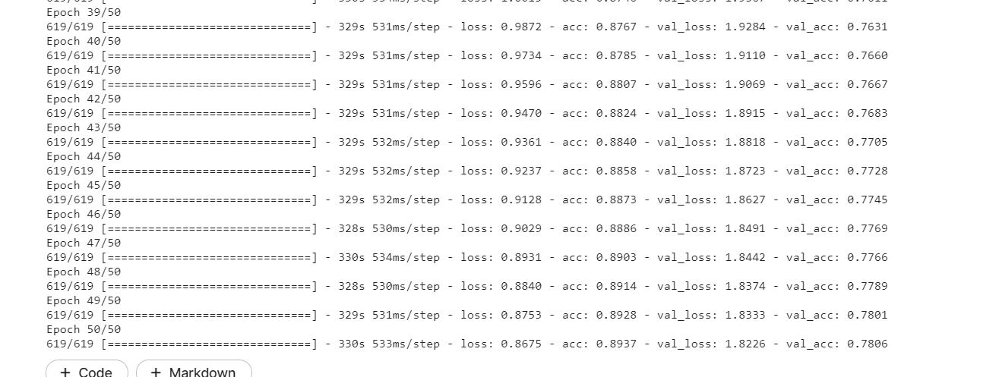 Epoch 39/50
619/619 [==============================] - 329s 531ms/step - loss: 0.9872 - acc: 0.8767 - val_loss: 1.9284 - val_acc: 0.7631
Epoch 40/50
619/619 [==============================] - 329s 531ms/step - loss: 0.9734 - acc: 0.8785 - val_loss: 1.9110 - val_acc: 0.7660
Epoch 41/50
619/619 [==============================] - 329s 531ms/step - loss: 0.9596 - acc: 0.8807 - val_loss: 1.9069 - val_acc: 0.7667
Epoch 42/50
619/619 [==============================] - 329s 531ms/step - loss: 0.9470 - acc: 0.8824 - val_loss: 1.8915 - val_acc: 0.7683
Epoch 43/50
619/619 [==============================] - 329s 532ms/step - loss: 0.9361 - acc: 0.8840 - val_loss: 1.8818 - val_acc: 0.7705
Epoch 44/50
619/619 [==============================] - 329s 532ms/step - loss: 0.9237 - acc: 0.8858 - val_loss: 1.8723 - val_acc: 0.7728
Epoch 45/50
619/619 [==============================] - 329s 532ms/step - loss: 0.9128 - acc: 0.8873 - val_loss: 1.8627 - val_acc: 0.7745
Epoch 46/50
619/619 [==============================] - 328s 530ms/step - loss: 0.9029 - acc: 0.8886 - val_loss: 1.8491 - val_acc: 0.7769
Epoch 47/50
619/619 [==============================] - 330s 534ms/step - loss: 0.8931 - acc: 0.8903 - val_loss: 1.8442 - val_acc: 0.7766
Epoch 48/50
619/619 [==============================] - 328s 530ms/step - loss: 0.8840 - acc: 0.8914 - val_loss: 1.8374 - val_acc: 0.7789
Epoch 49/50
619/619 [==============================] - 329s 531ms/step - loss: 0.8753 - acc: 0.8928 - val_loss: 1.8333 - val_acc: 0.7801
Epoch 50/50
619/619 [==============================] - 330s 533ms/step - loss: 0.8675 - acc: 0.8937 - val_loss: 1.8226 - val_acc: 0.7806
+ Code + Markdown